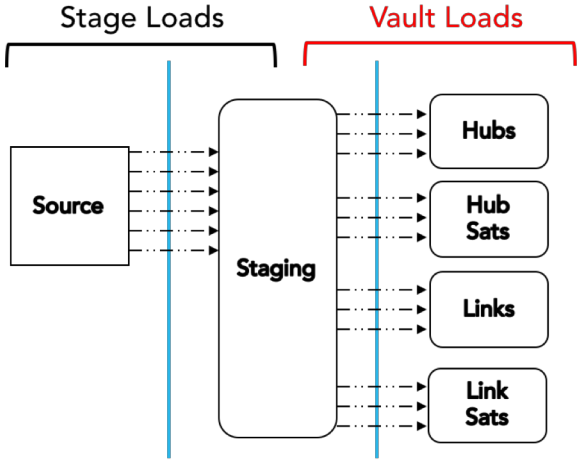 Stage Loads
Vault Loads
Source
Staging
Hubs
Hub
Sats
Links
Link
Sats